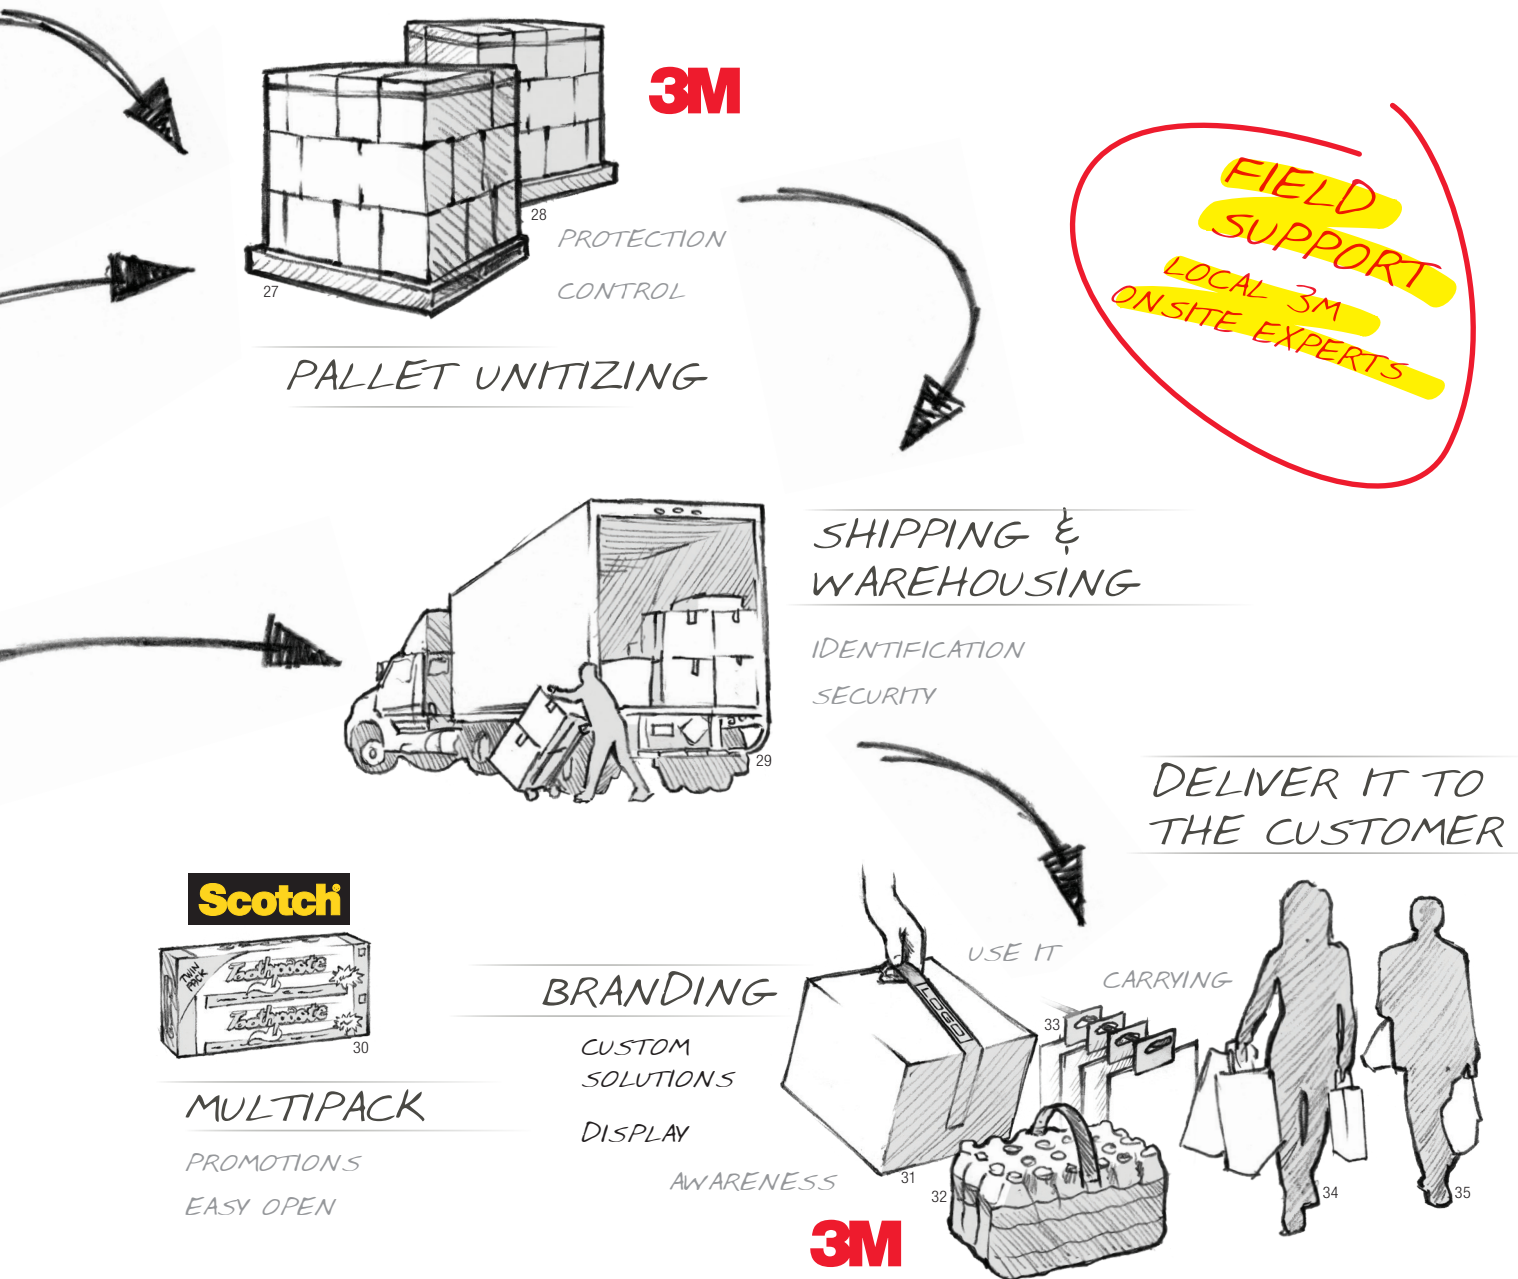 3M
28
PROTECTION
27
CONTROL
PALLET UNITIZING
FIELD
SUPPORT
LOCAL 3M
ONSITE EXPERTS
SHIPPING &
WAREHOUSING
IDENTIFICATION
SECURITY
29
DELIVER IT TO
THE CUSTOMER
Scotch
TWIN
PACK
Toothpaste
Toothpaste
30
MULTIPACK
PROMOTIONS
EASY OPEN
BRANDING
CUSTOM
SOLUTIONS
DISPLAY
AWARENESS
LOGO
USE IT
CARRYING
33
31
32
34
35
3M